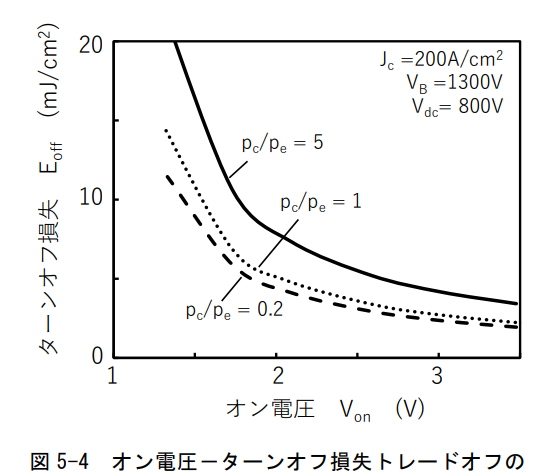 ターンオフ損失 E_off (mJ/cm²)
20
10
0
J_c =200A/cm²
V_B =1300V
V_dc= 800V
p_c/p_e = 5
p_c/p_e = 1
p_c/p_e = 0.2
1 2 3
オン電圧 V_on (V)
図 5-4 オン電圧－ターンオフ損失トレードオフの